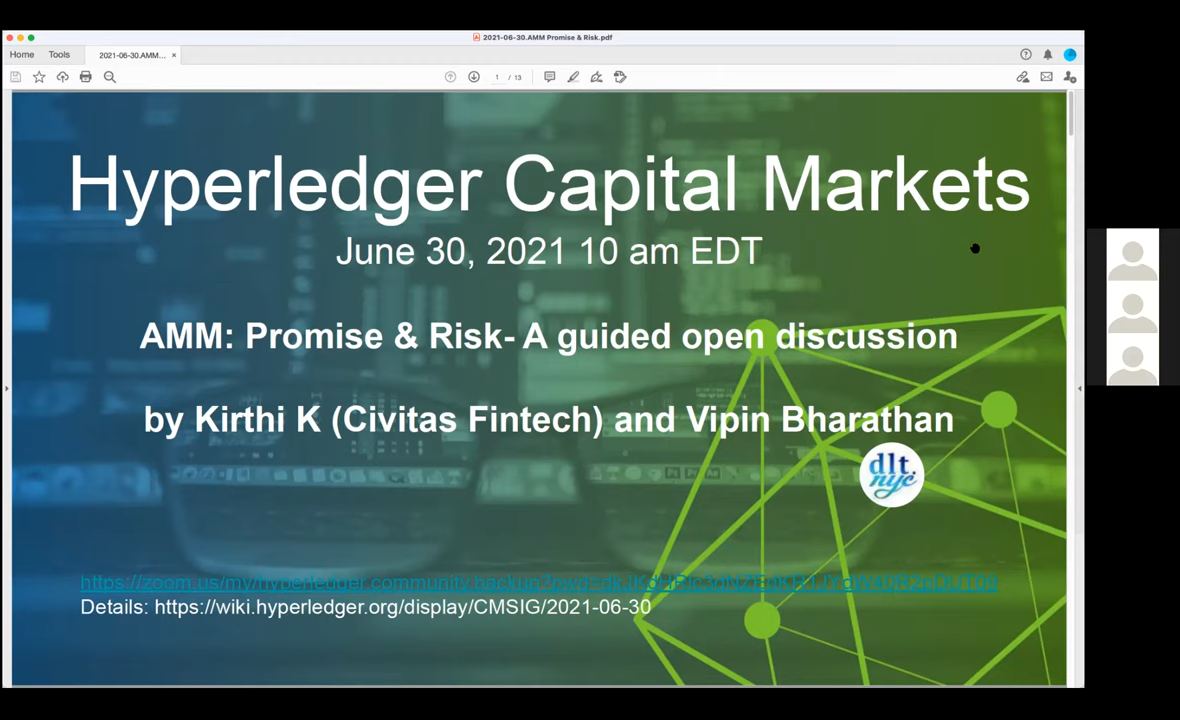 2021-06-30.AMM Promise & Risk.pdf
Home Tools 2021-06-30.AMM... ×
1 / 13
Hyperledger Capital Markets
June 30, 2021 10 am EDT
AMM: Promise & Risk- A guided open discussion
by Kirthi K (Civitas Fintech) and Vipin Bharathan
dlt.
nyc
Details: https://wiki.hyperledger.org/display/CMSIG/2021-06-30